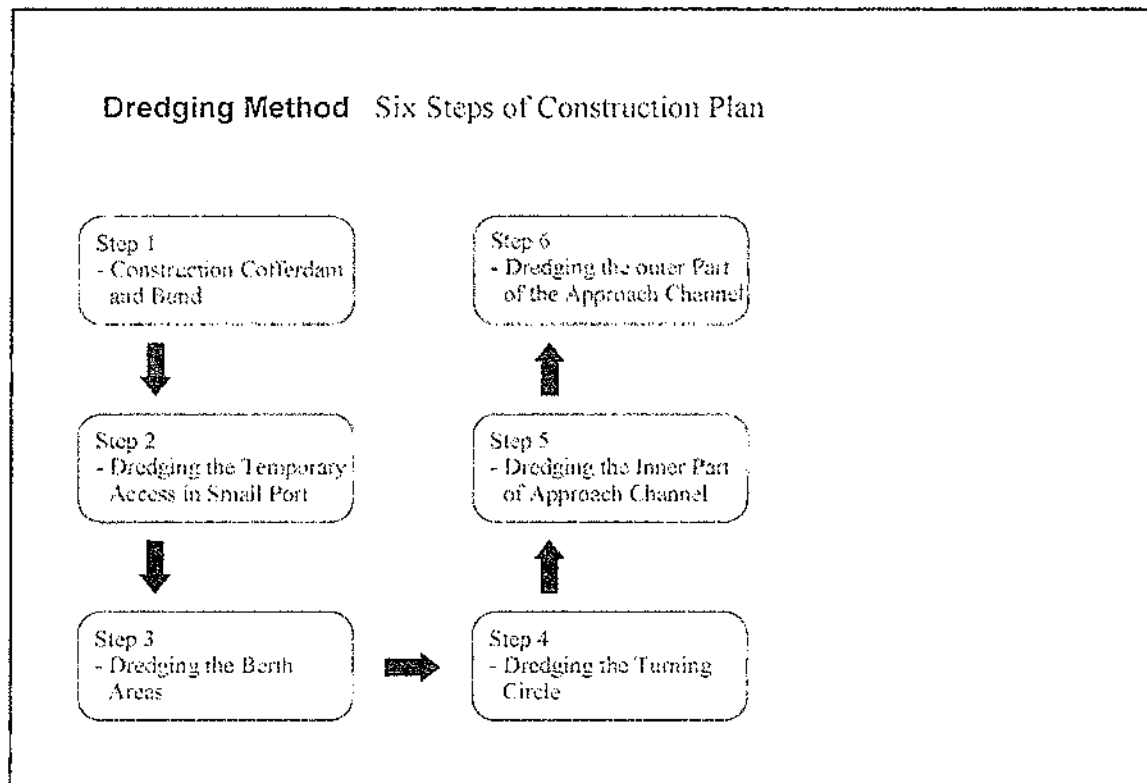 Dredging Method Six Steps of Construction Plan
Step 1
- Construction Cofferdam
and Bund
Step 2
- Dredging the Temporary
Access in Small Port
Step 3
- Dredging the Berth
Areas
Step 4
- Dredging the Turning
Circle
Step 5
- Dredging the Inner Part
of Approach Channel
Step 6
- Dredging the outer Part
of the Approach Channel